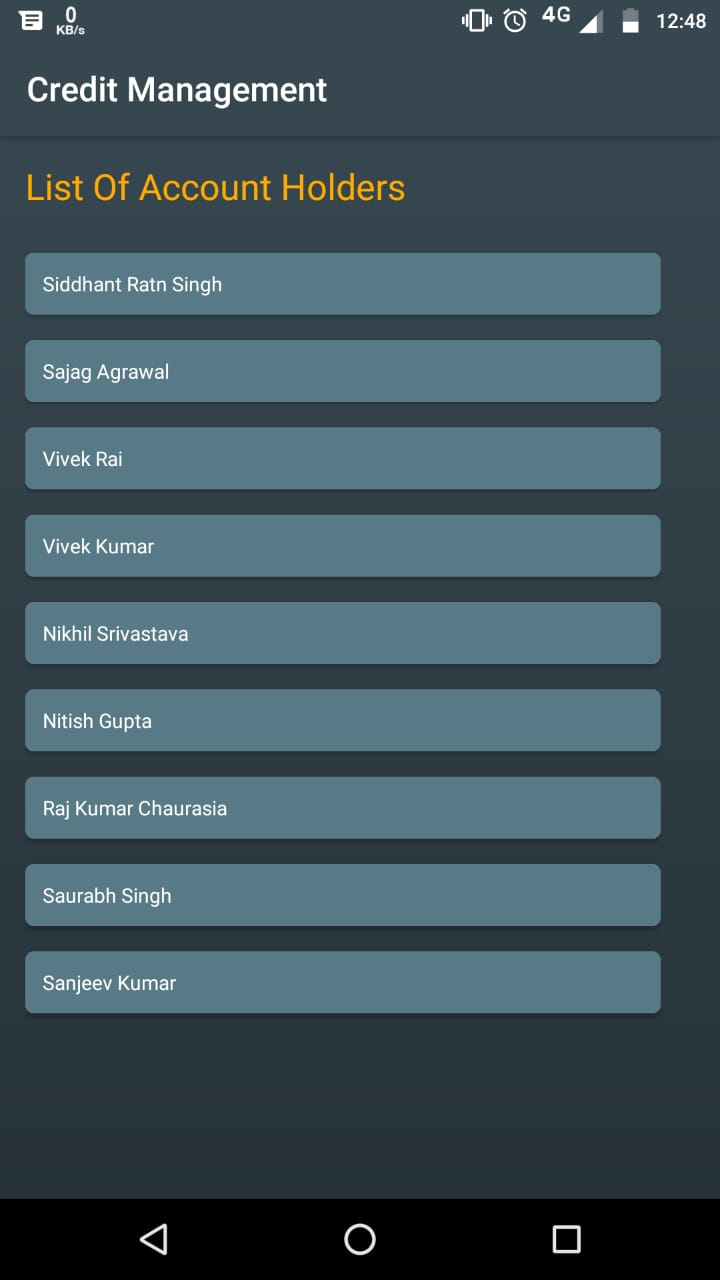 0
KB/s
4G
12:48
Credit Management
List Of Account Holders
Siddhant Ratn Singh
Sajag Agrawal
Vivek Rai
Vivek Kumar
Nikhil Srivastava
Nitish Gupta
Raj Kumar Chaurasia
Saurabh Singh
Sanjeev Kumar